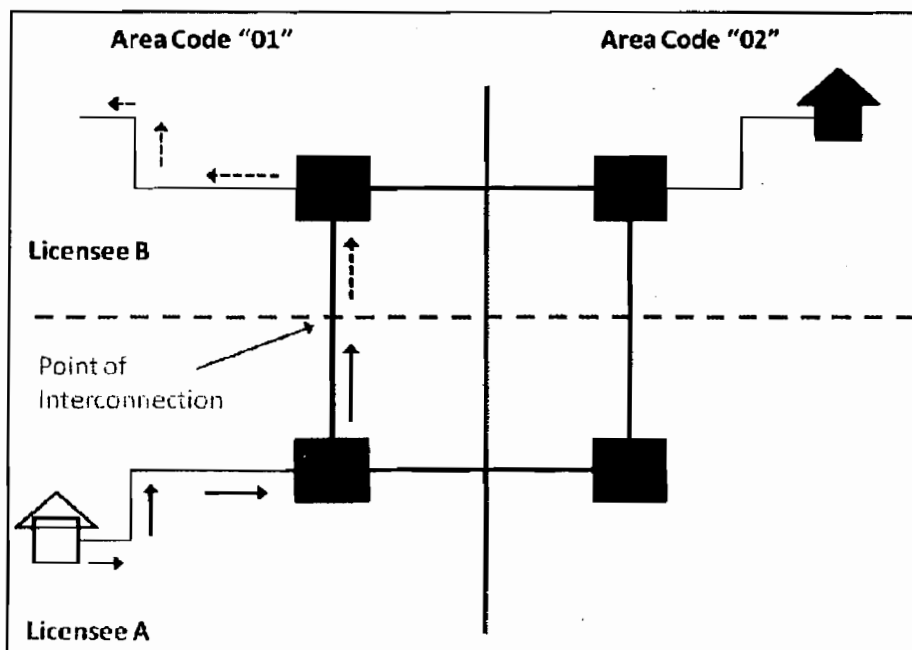 Area Code “01”
Area Code “02”
Licensee B
Point of
Interconnection
Licensee A